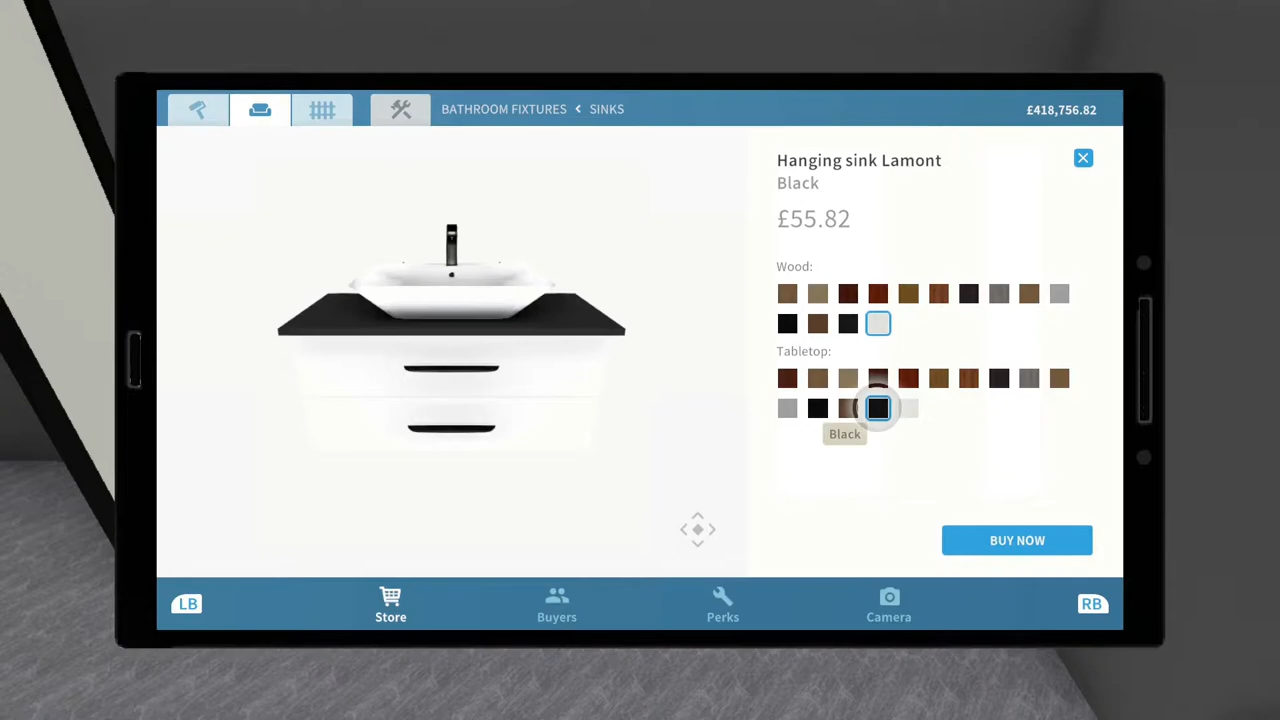 BATHROOM FIXTURES < SINKS
£418,756.82
Hanging sink Lamont
Black
£55.82
Wood:
Tabletop:
Black
BUY NOW
LB
Store
Buyers
Perks
Camera
RB